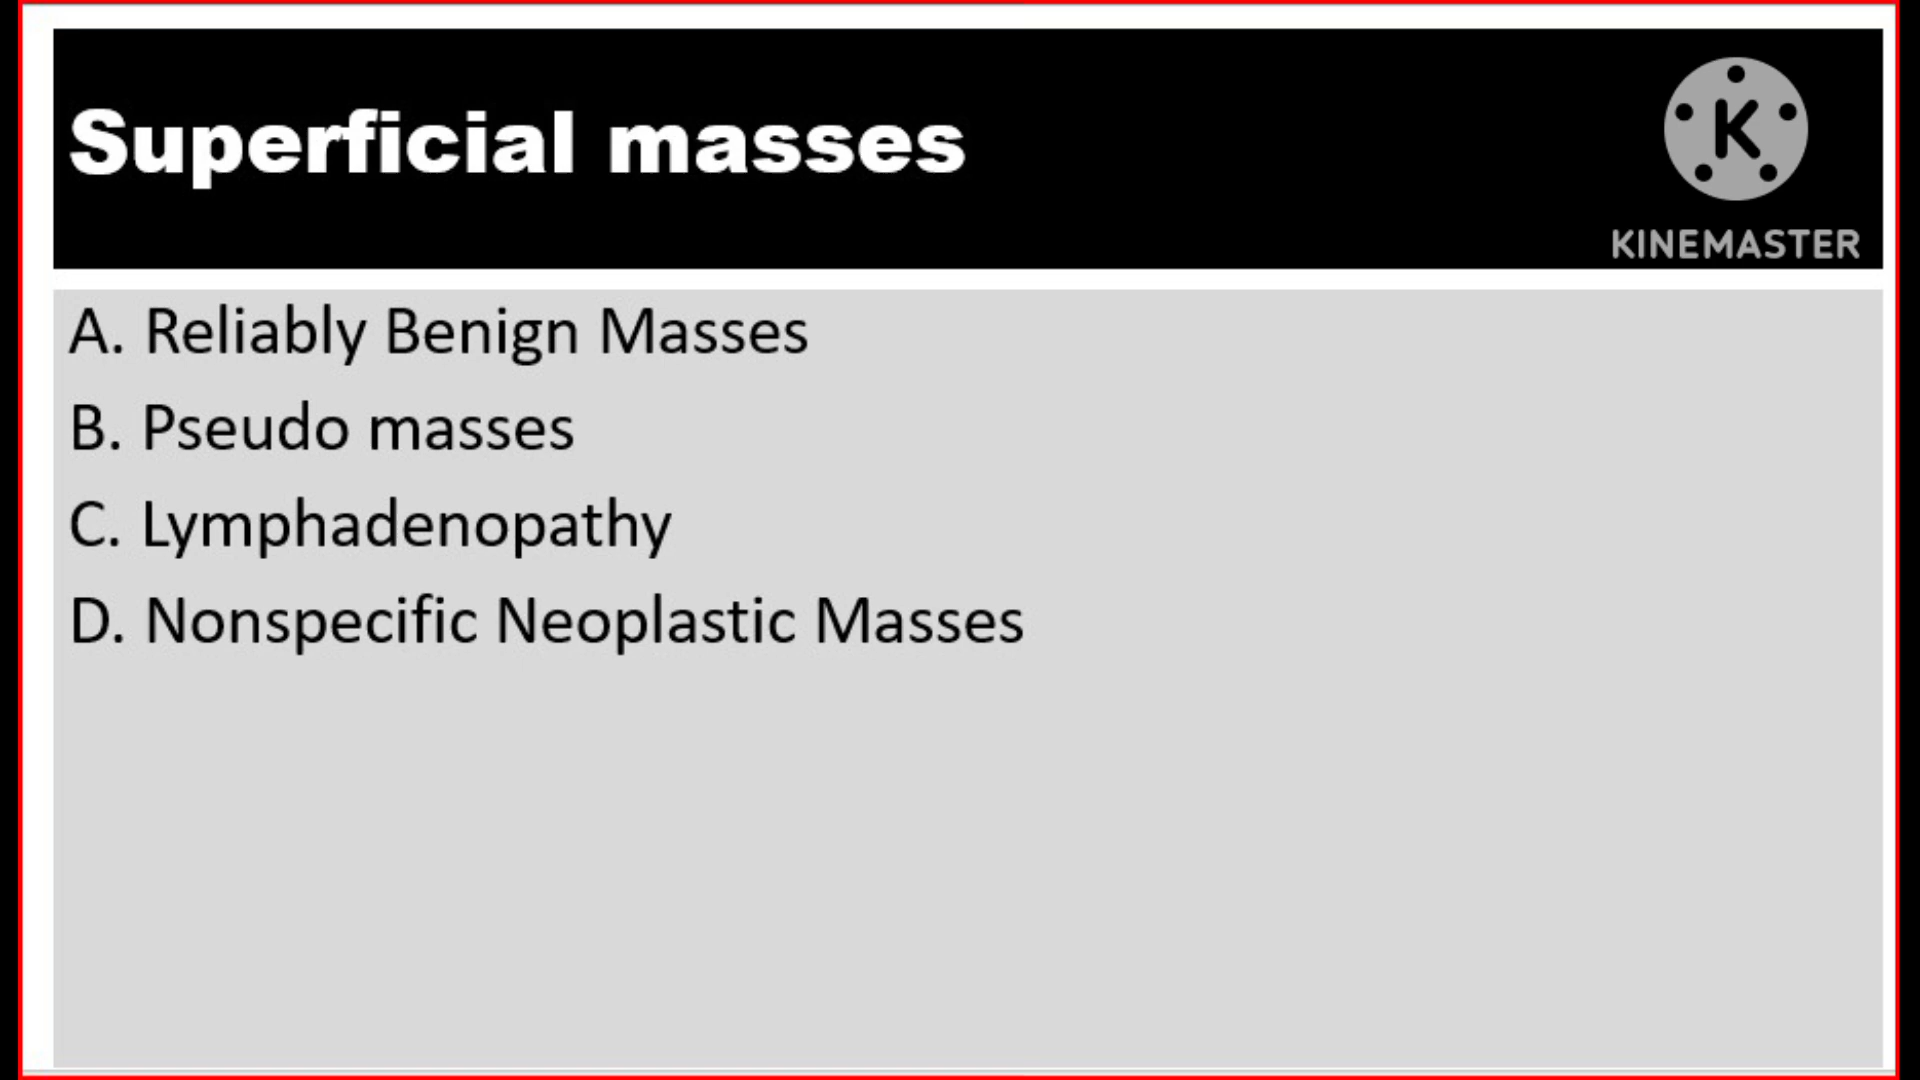 Superficial masses
K
KINEMASTER
A. Reliably Benign Masses
B. Pseudo masses
C. Lymphadenopathy
D. Nonspecific Neoplastic Masses